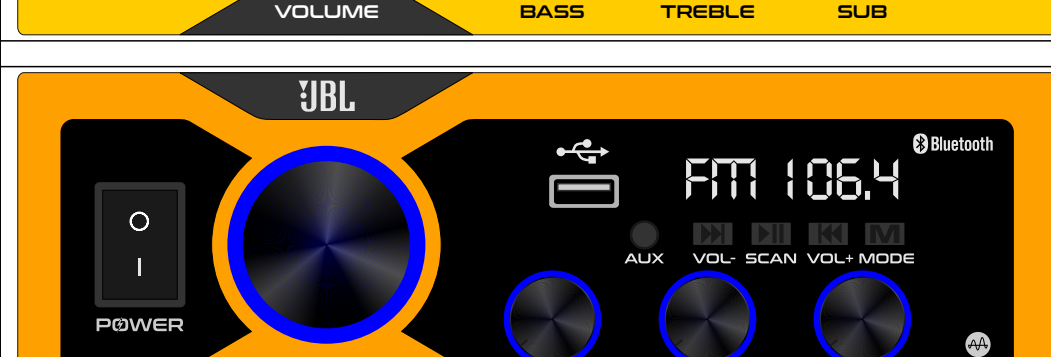 VOLUME BASS TREBLE SUB
JBL
Bluetooth
FM 106.4
AUX VOL- SCAN VOL+ MODE
POWER